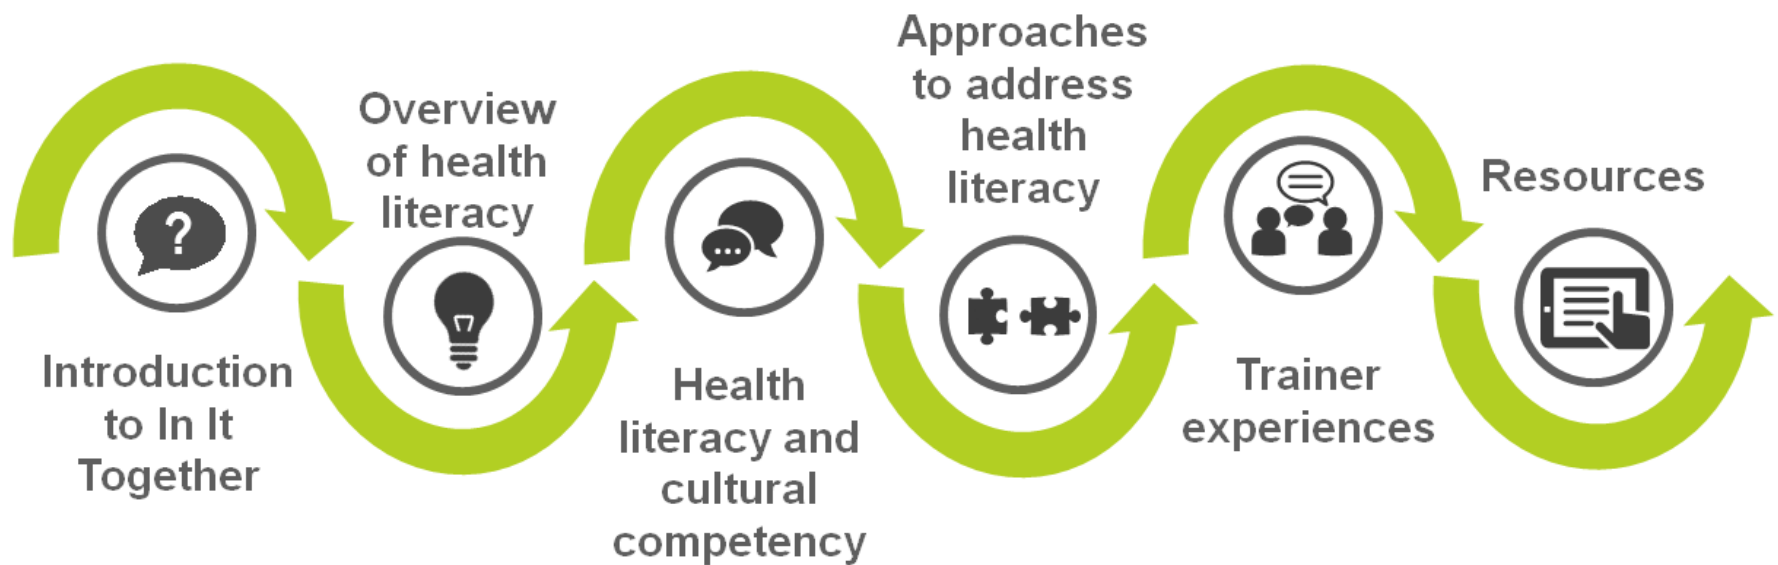 Introduction
to In It
Together
Overview
of health
literacy
?
Health
literacy and
cultural
competency
Approaches
to address
health
literacy
Trainer
experiences
Resources